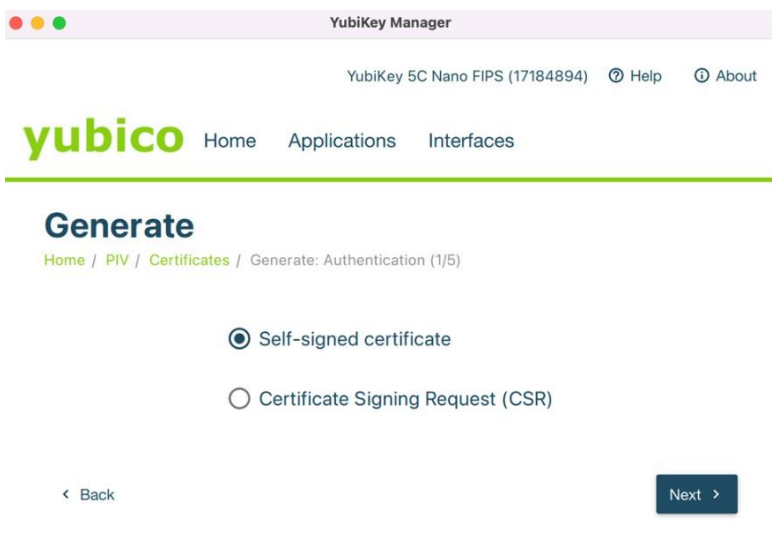 YubiKey Manager
YubiKey 5C Nano FIPS (17184894) Help About
yubico Home Applications Interfaces
Generate
Home / PIV / Certificates / Generate: Authentication (1/5)
Self-signed certificate
Certificate Signing Request (CSR)
Back Next